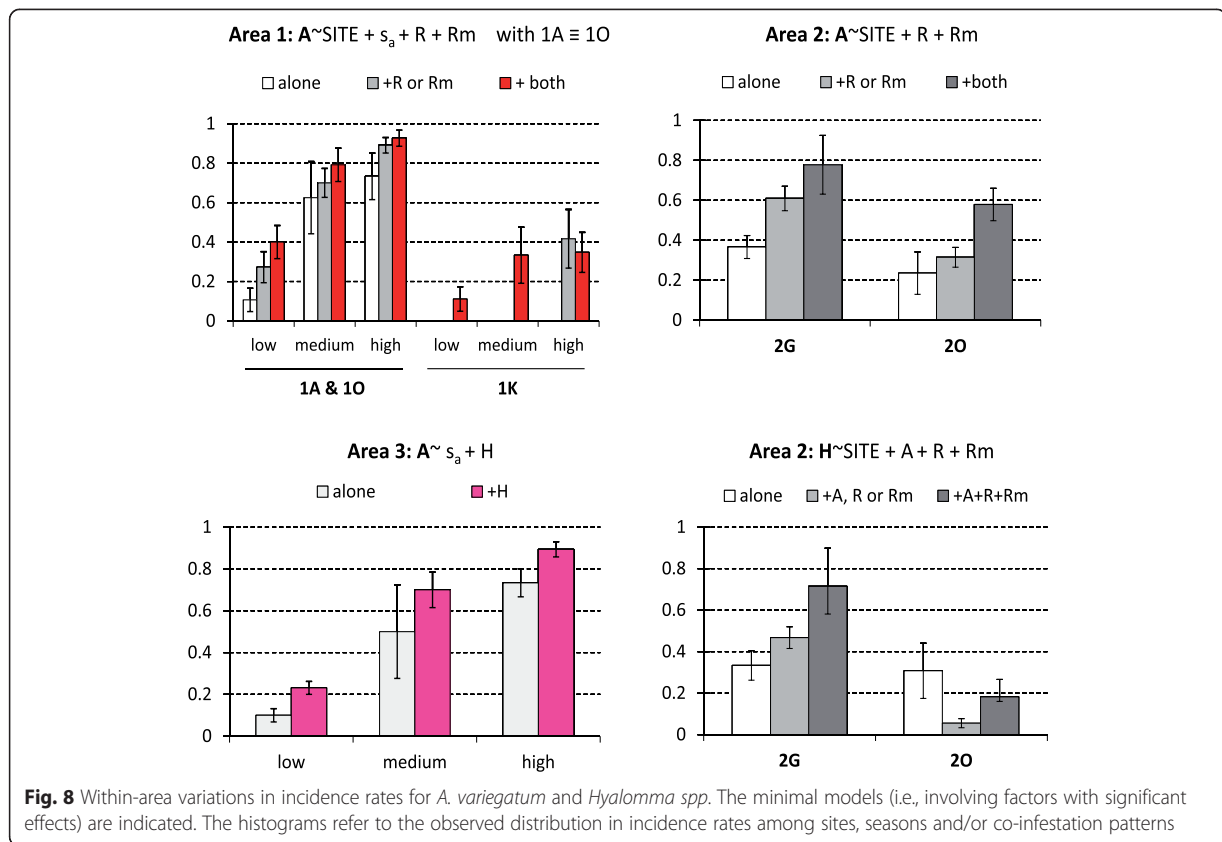 Area 1: A~SITE + sa + R + Rm with 1A ≡ 1O
alone +R or Rm + both
1
0.8
0.6
0.4
0.2
0
low medium high low medium high
1A & 1O 1K
Area 2: A~SITE + R + Rm
alone +R or Rm +both
1
0.8
0.6
0.4
0.2
0
2G 2O
Area 3: A~ sa + H
alone +H
1
0.8
0.6
0.4
0.2
0
low medium high
Area 2: H~SITE + A + R + Rm
alone +A, R or Rm +A+R+Rm
1
0.8
0.6
0.4
0.2
0
2G 2O
Fig. 8 Within-area variations in incidence rates for A. variegatum and Hyalomma spp. The minimal models (i.e., involving factors with significant
effects) are indicated. The histograms refer to the observed distribution in incidence rates among sites, seasons and/or co-infestation patterns